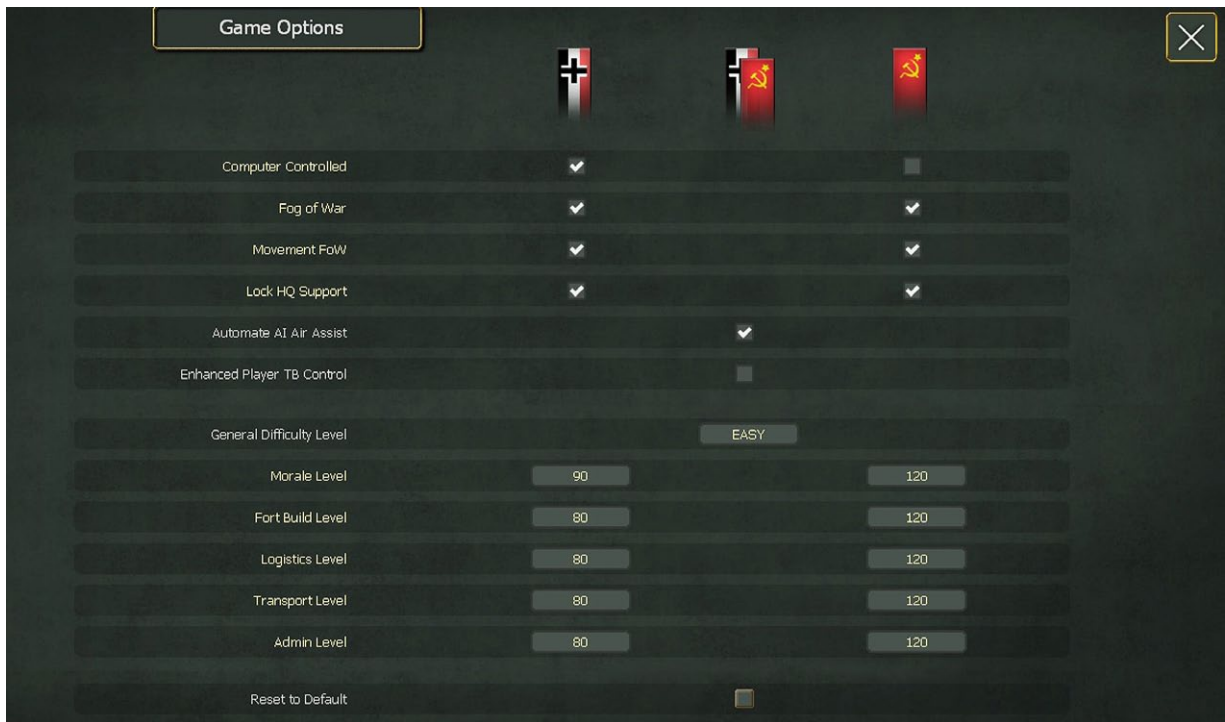 Game Options
Computer Controlled
Fog of War
Movement FoW
Lock HQ Support
Automate AI Air Assist
Enhanced Player TB Control
General Difficulty Level EASY
Morale Level 90 120
Fort Build Level 80 120
Logistics Level 80 120
Transport Level 80 120
Admin Level 80 120
Reset to Default